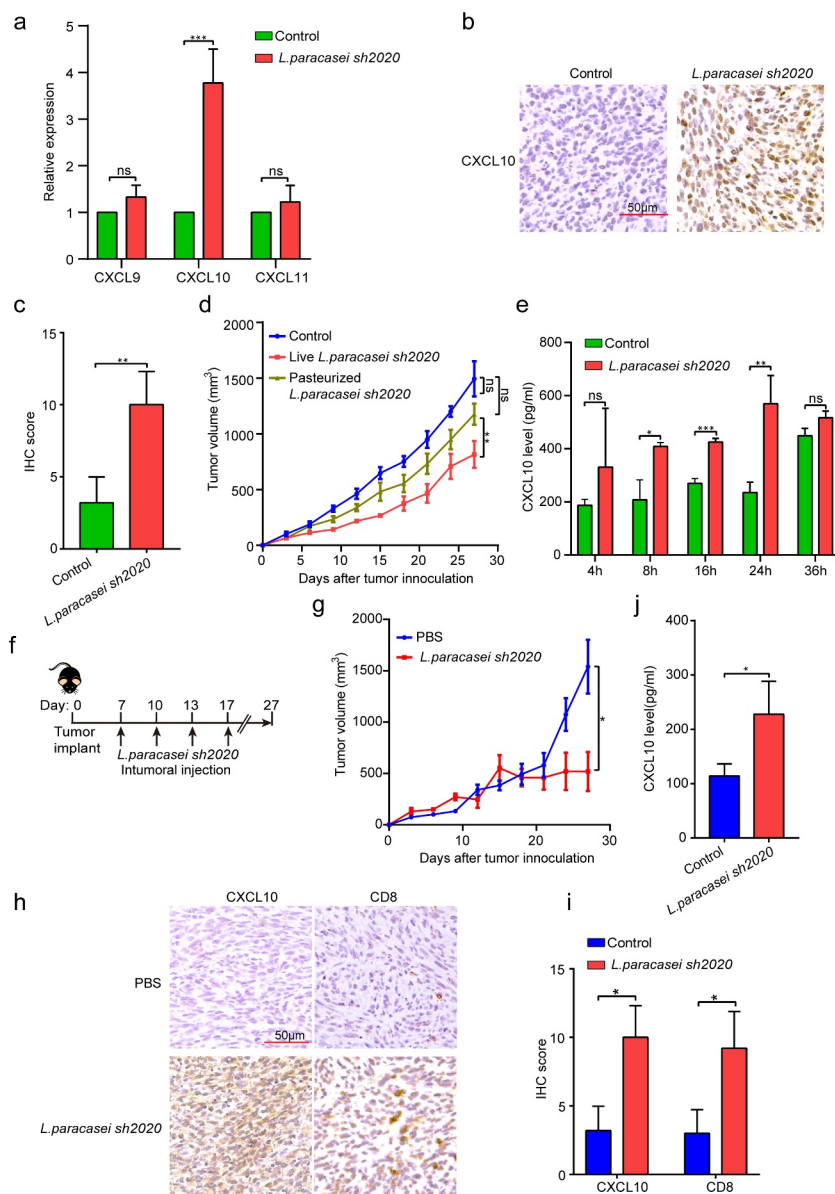 a
Control
L.paracasei sh2020
Relative expression
5
4
3
2
1
0
ns
***
ns
CXCL9
CXCL10
CXCL11
b
Control
L.paracasei sh2020
CXCL10
50μm
c
IHC score
15
10
5
0
**
Control
L.paracasei sh2020
d
Tumor volume (mm3)
2000
1500
1000
500
0
Control
Live L.paracasei sh2020
Pasteurized
L.paracasei sh2020
ns
ns
**
0
5
10
15
20
25
30
Days after tumor innoculation
e
Control
L.paracasei sh2020
CXCL10 level (pg/ml)
800
600
400
200
0
ns
*
***
**
ns
4h
8h
16h
24h
36h
f
Day: 0 7 10 13 17 27
Tumor
implant
L.paracasei sh2020
Intumoral injection
g
PBS
L.paracasei sh2020
Tumor volume (mm3)
2000
1500
1000
500
0
*
0
10
20
30
Days after tumor innoculation
j
CXCL10 level(pg/ml)
400
300
200
100
0
*
Control
L.paracasei sh2020
h
CXCL10
CD8
PBS
50μm
L.paracasei sh2020
i
Control
L.paracasei sh2020
IHC score
15
10
5
0
*
*
CXCL10
CD8